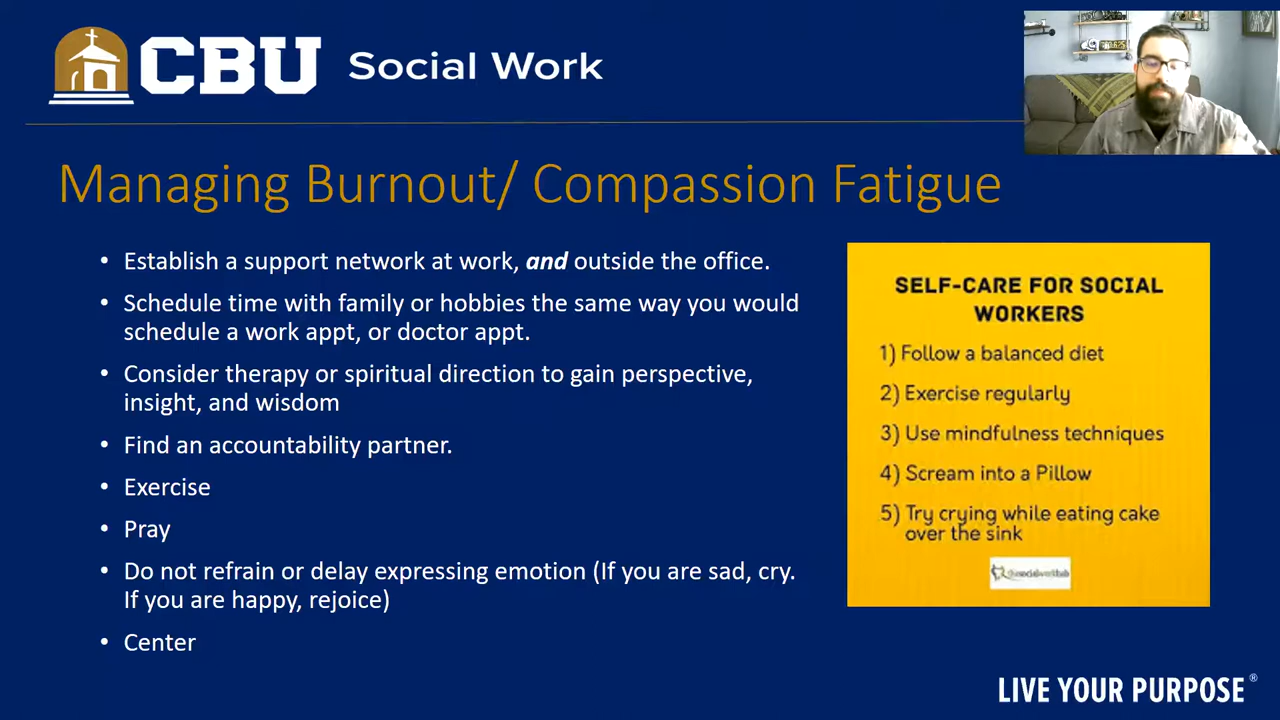 CBU Social Work
Managing Burnout/ Compassion Fatigue
• Establish a support network at work, and outside the office.
• Schedule time with family or hobbies the same way you would
schedule a work appt, or doctor appt.
• Consider therapy or spiritual direction to gain perspective,
insight, and wisdom
• Find an accountability partner.
• Exercise
• Pray
• Do not refrain or delay expressing emotion (If you are sad, cry.
If you are happy, rejoice)
• Center
SELF-CARE FOR SOCIAL
WORKERS
1) Follow a balanced diet
2) Exercise regularly
3) Use mindfulness techniques
4) Scream into a Pillow
5) Try crying while eating cake
over the sink
LIVE YOUR PURPOSE®